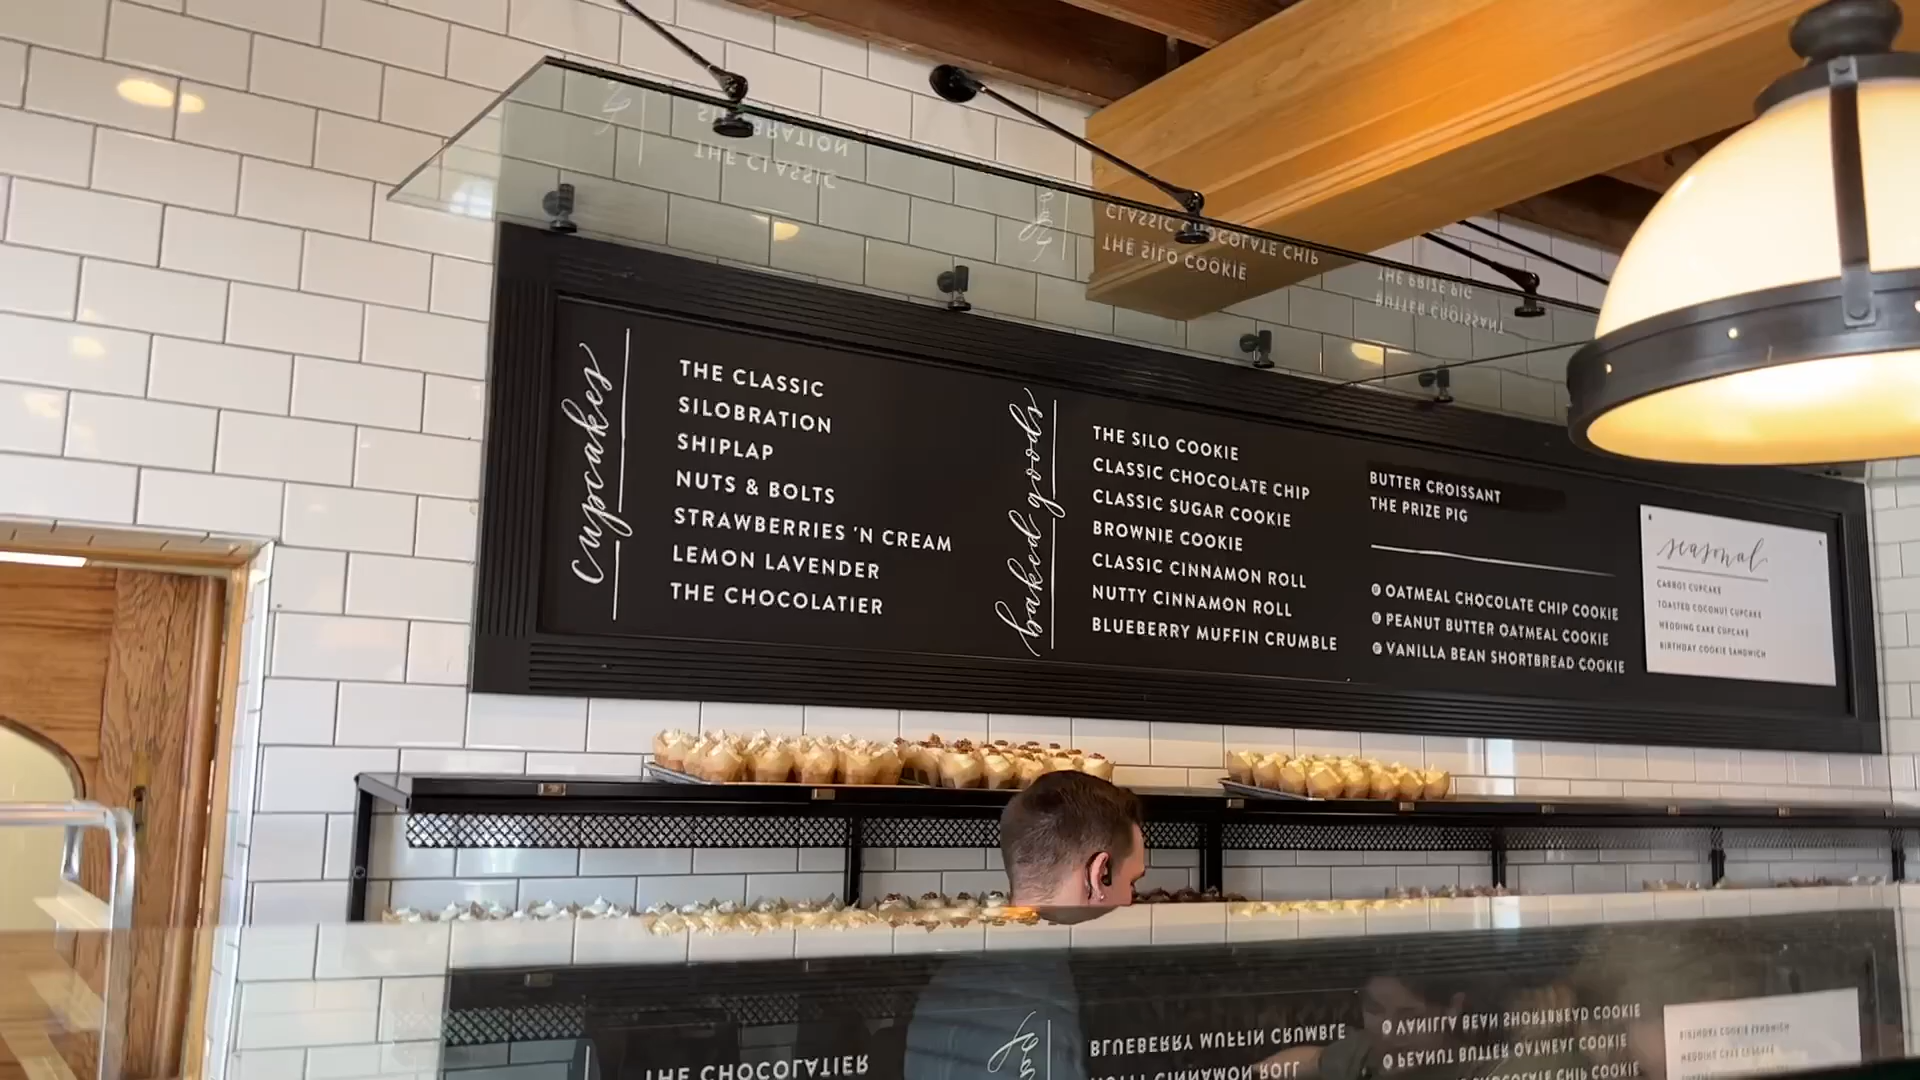 cupcakes
THE CLASSIC
SILOBRATION
SHIPLAP
NUTS & BOLTS
STRAWBERRIES 'N CREAM
LEMON LAVENDER
THE CHOCOLATIER
baked goods
THE SILO COOKIE
CLASSIC CHOCOLATE CHIP
CLASSIC SUGAR COOKIE
BROWNIE COOKIE
CLASSIC CINNAMON ROLL
NUTTY CINNAMON ROLL
BLUEBERRY MUFFIN CRUMBLE
BUTTER CROISSANT
THE PRIZE PIG
OATMEAL CHOCOLATE CHIP COOKIE
PEANUT BUTTER OATMEAL COOKIE
VANILLA BEAN SHORTBREAD COOKIE
seasonal
CARROT CUPCAKE
TOASTED COCONUT CUPCAKE
WEDDING CAKE CUPCAKE
BIRTHDAY COOKIE SANDWICH